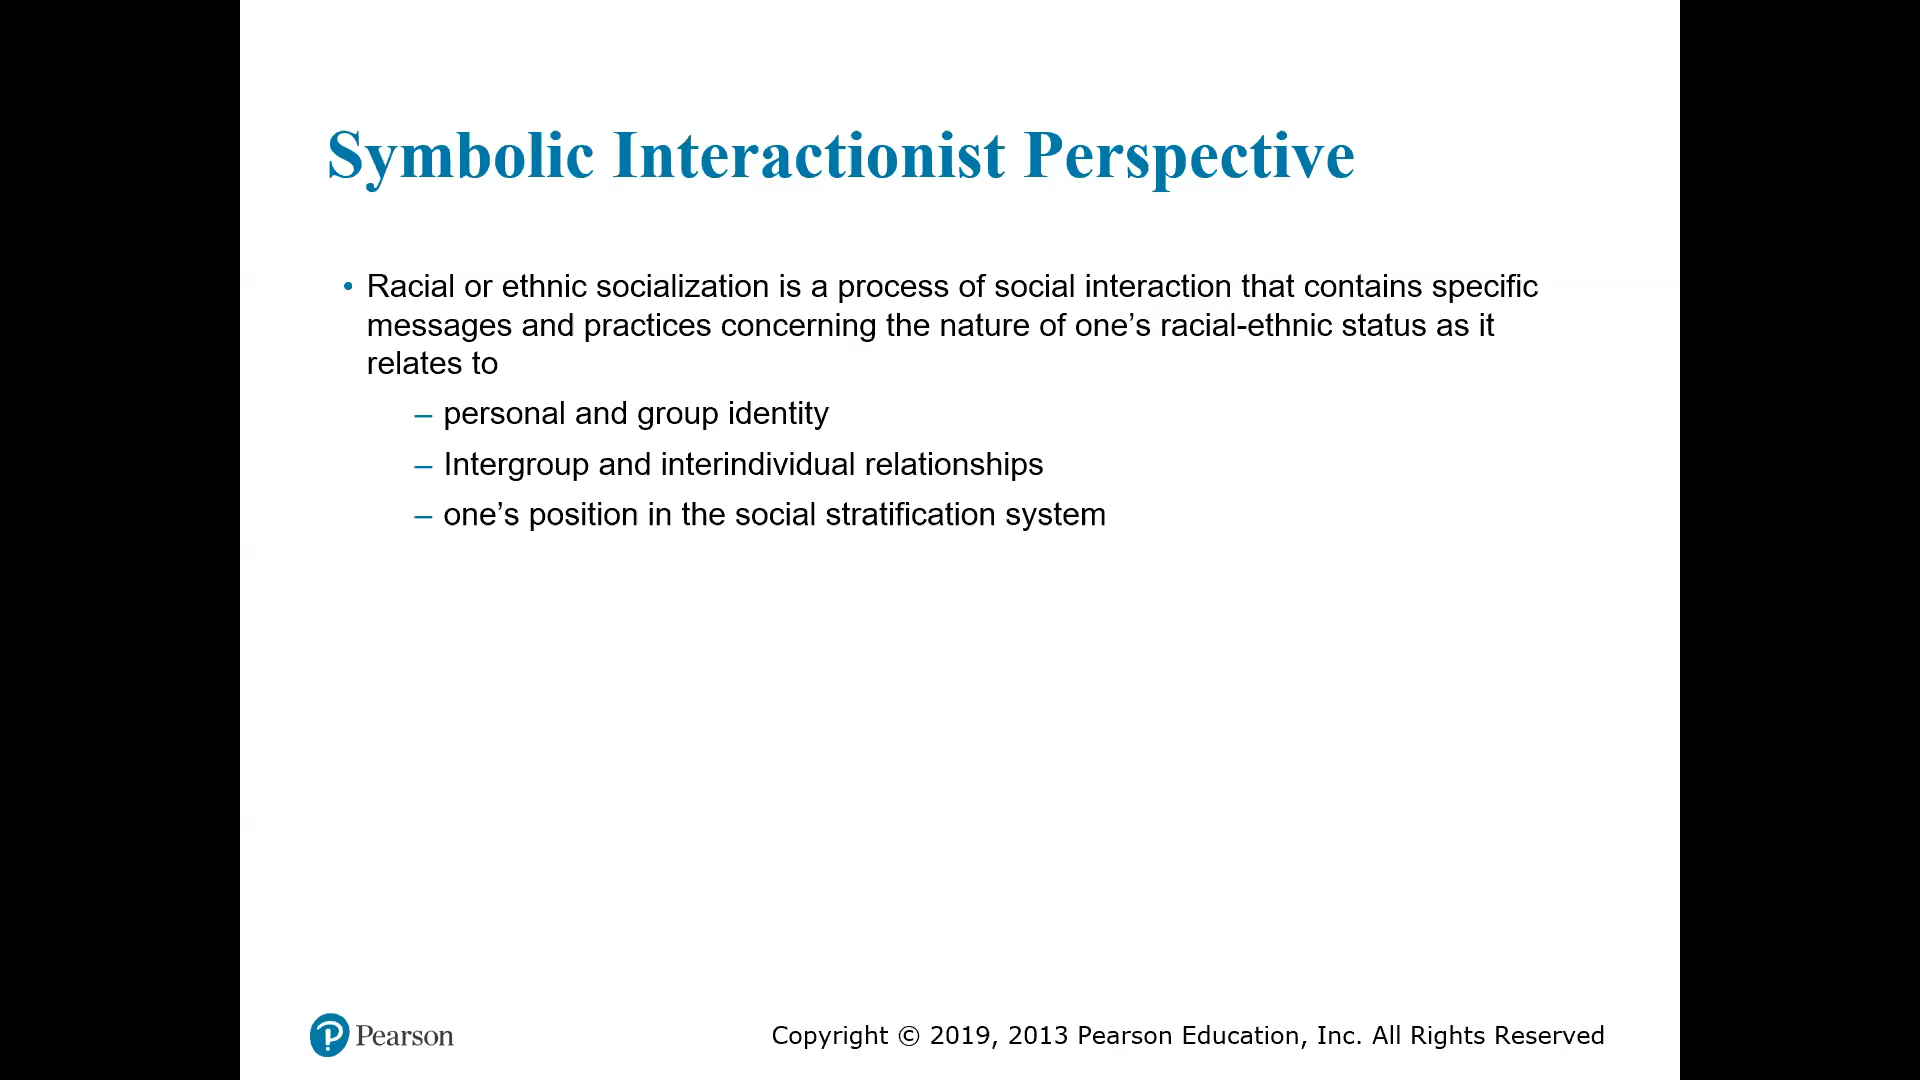 Symbolic Interactionist Perspective
• Racial or ethnic socialization is a process of social interaction that contains specific
messages and practices concerning the nature of one’s racial-ethnic status as it
relates to
– personal and group identity
– Intergroup and interindividual relationships
– one’s position in the social stratification system
Pearson
Copyright © 2019, 2013 Pearson Education, Inc. All Rights Reserved